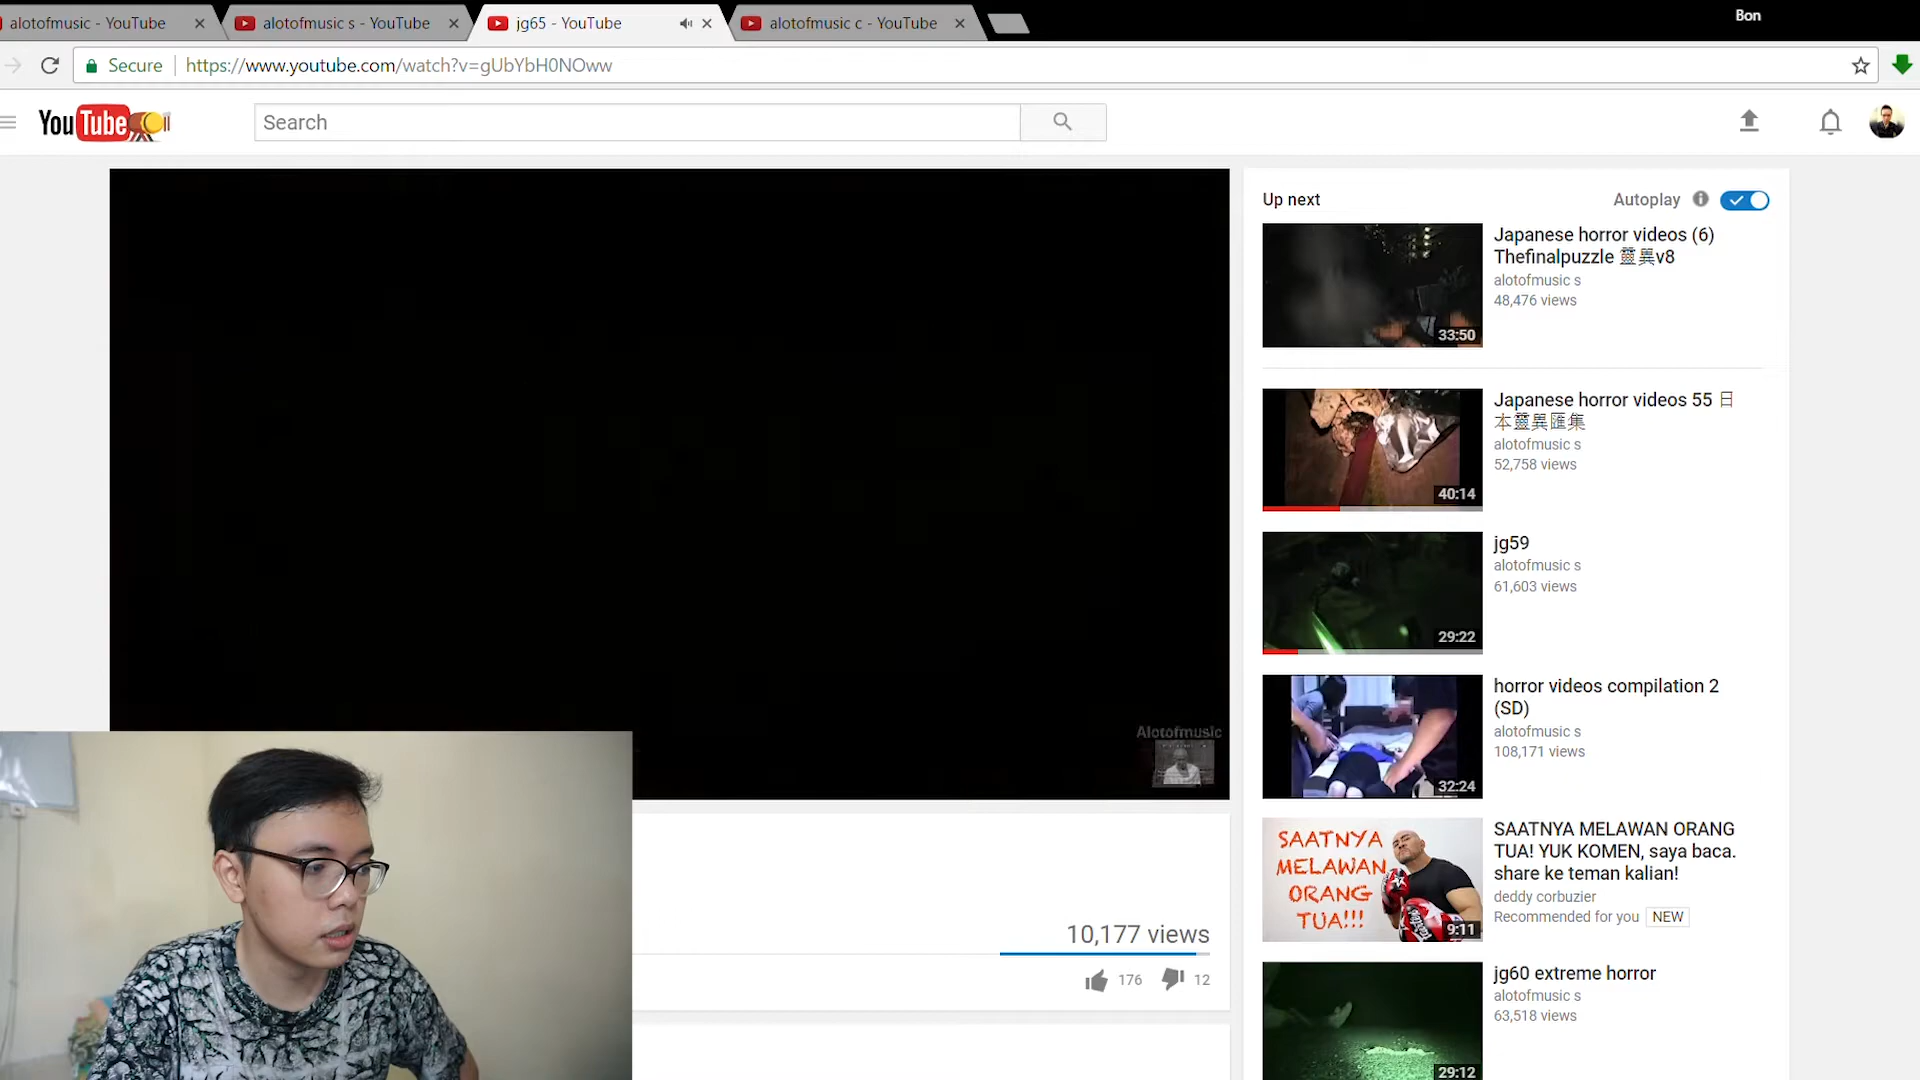 alotofmusic - YouTube
alotofmusic s - YouTube
jg65 - YouTube
alotofmusic c - YouTube
Bon
Secure
https://www.youtube.com/watch?v=gUbYbH0NOww
YouTube
Search
Alotofmusic
10,177 views
176
12
Up next
Autoplay
33:50
Japanese horror videos (6)
Thefinalpuzzle 靈異v8
alotofmusic s
48,476 views
40:14
Japanese horror videos 55 日
本靈異匯集
alotofmusic s
52,758 views
29:22
jg59
alotofmusic s
61,603 views
32:24
horror videos compilation 2
(SD)
alotofmusic s
108,171 views
SAATNYA
MELAWAN
ORANG
TUA!!!
9:11
SAATNYA MELAWAN ORANG
TUA! YUK KOMEN, saya baca.
share ke teman kalian!
deddy corbuzier
Recommended for you NEW
29:12
jg60 extreme horror
alotofmusic s
63,518 views